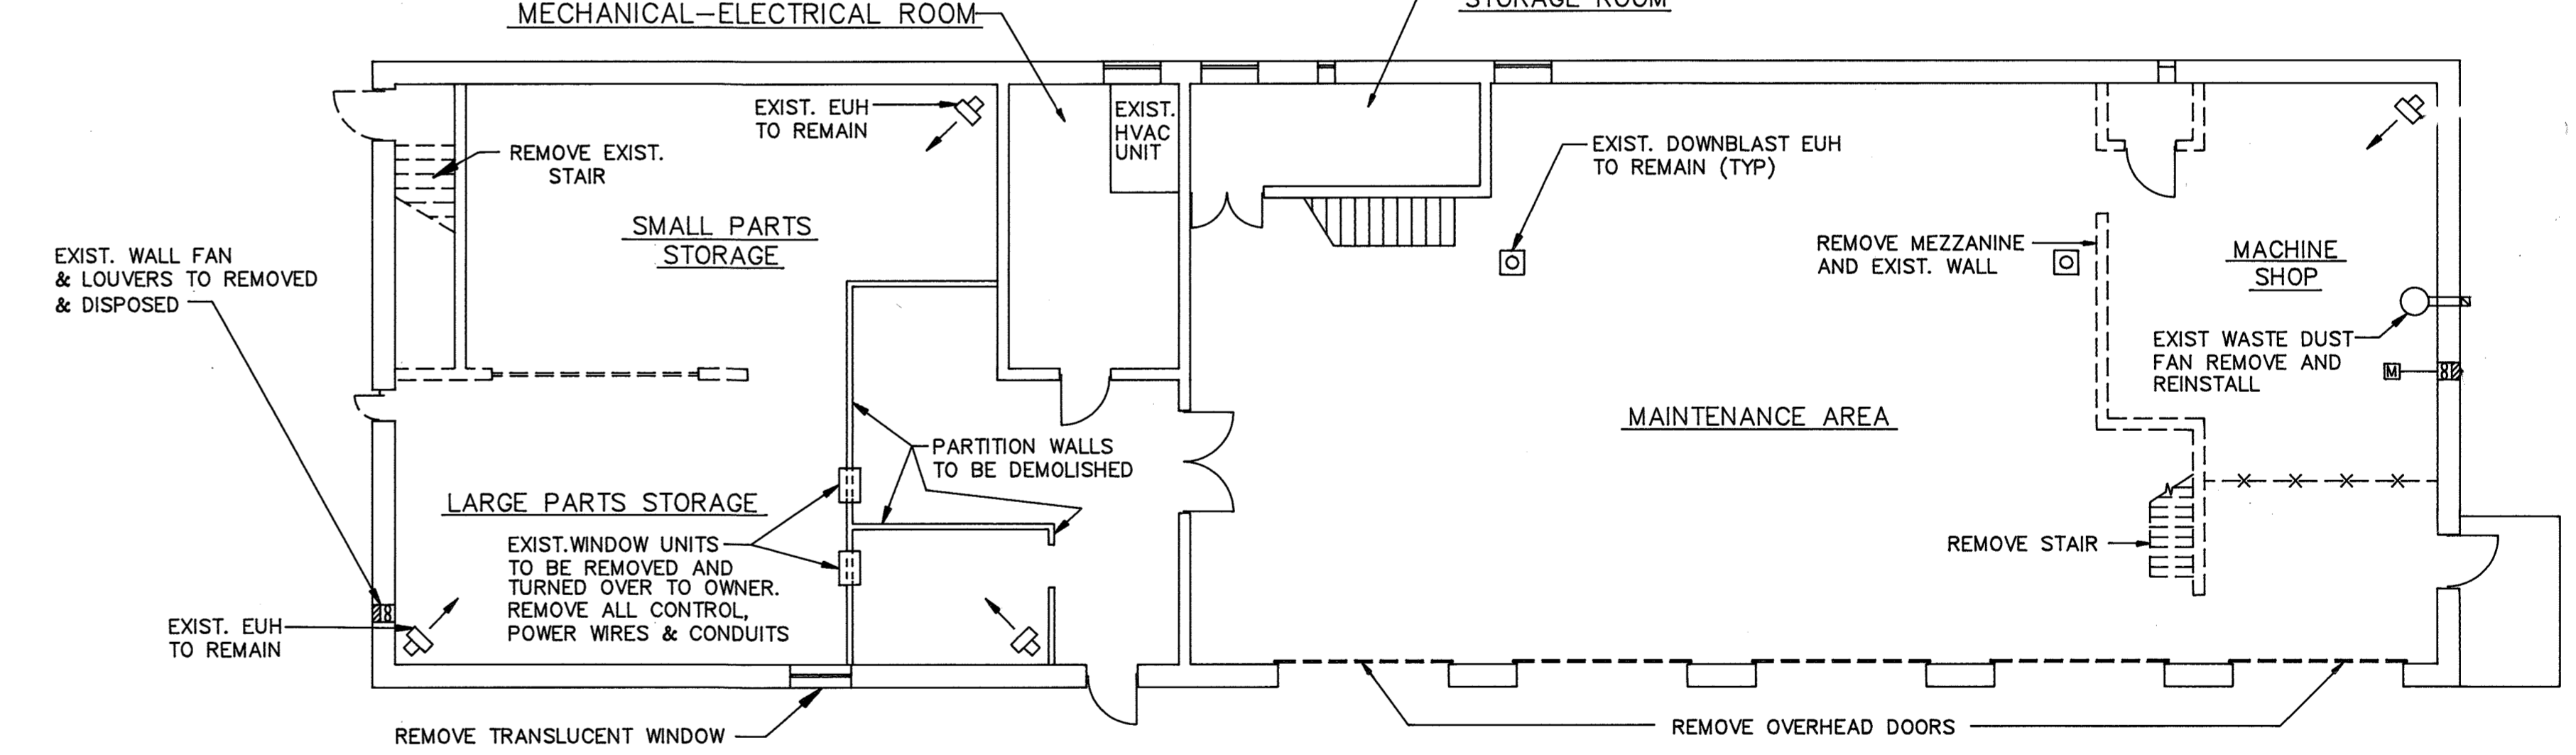 MECHANICAL-ELECTRICAL ROOM
STORAGE ROOM
EXIST. EUH
TO REMAIN
EXIST.
HVAC
UNIT
REMOVE EXIST.
STAIR
EXIST. DOWNBLAST EUH
TO REMAIN (TYP)
SMALL PARTS
STORAGE
EXIST. WALL FAN
& LOUVERS TO REMOVED
& DISPOSED
REMOVE MEZZANINE
AND EXIST. WALL
MACHINE
SHOP
EXIST WASTE DUST
FAN REMOVE AND
REINSTALL
M
MAINTENANCE AREA
PARTITION WALLS
TO BE DEMOLISHED
LARGE PARTS STORAGE
EXIST.WINDOW UNITS
TO BE REMOVED AND
TURNED OVER TO OWNER.
REMOVE ALL CONTROL,
POWER WIRES & CONDUITS
REMOVE STAIR
EXIST. EUH
TO REMAIN
REMOVE TRANSLUCENT WINDOW
REMOVE OVERHEAD DOORS